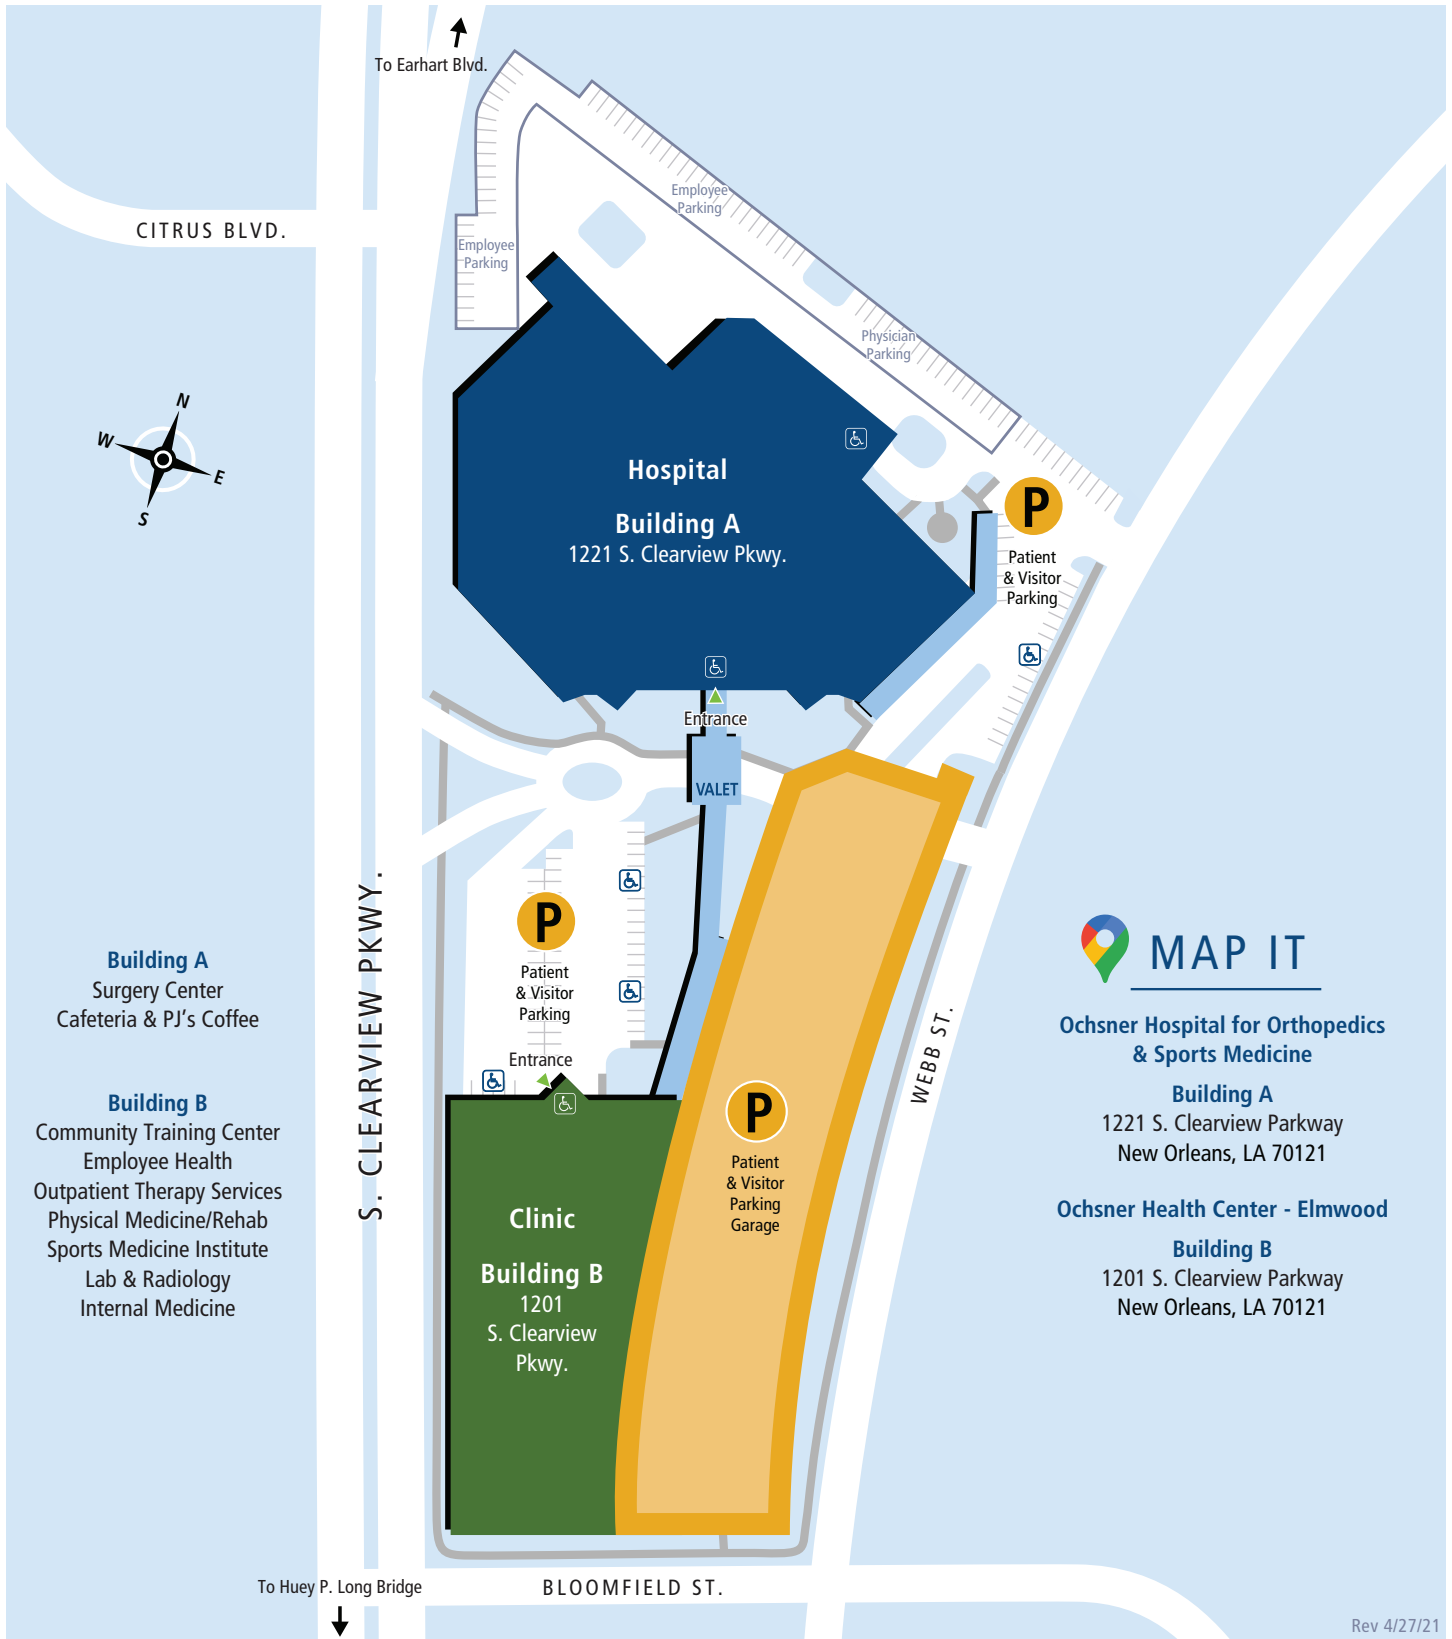 To Earhart Blvd.
Employee
Parking
CITRUS BLVD.
Employee
Parking
Physician
Parking
N
W
E
S
Hospital
Building A
1221 S. Clearview Pkwy.
P
Patient
& Visitor
Parking
Entrance
VALET
S. CLEARVIEW PKWY.
P
Patient
& Visitor
Parking
Entrance
Building A
Surgery Center
Cafeteria & PJ's Coffee
Building B
Community Training Center
Employee Health
Outpatient Therapy Services
Physical Medicine/Rehab
Sports Medicine Institute
Lab & Radiology
Internal Medicine
Clinic
Building B
1201
S. Clearview
Pkwy.
P
Patient
& Visitor
Parking
Garage
WEBB ST.
MAP IT
Ochsner Hospital for Orthopedics
& Sports Medicine
Building A
1221 S. Clearview Parkway
New Orleans, LA 70121
Ochsner Health Center - Elmwood
Building B
1201 S. Clearview Parkway
New Orleans, LA 70121
To Huey P. Long Bridge
BLOOMFIELD ST.
Rev 4/27/21